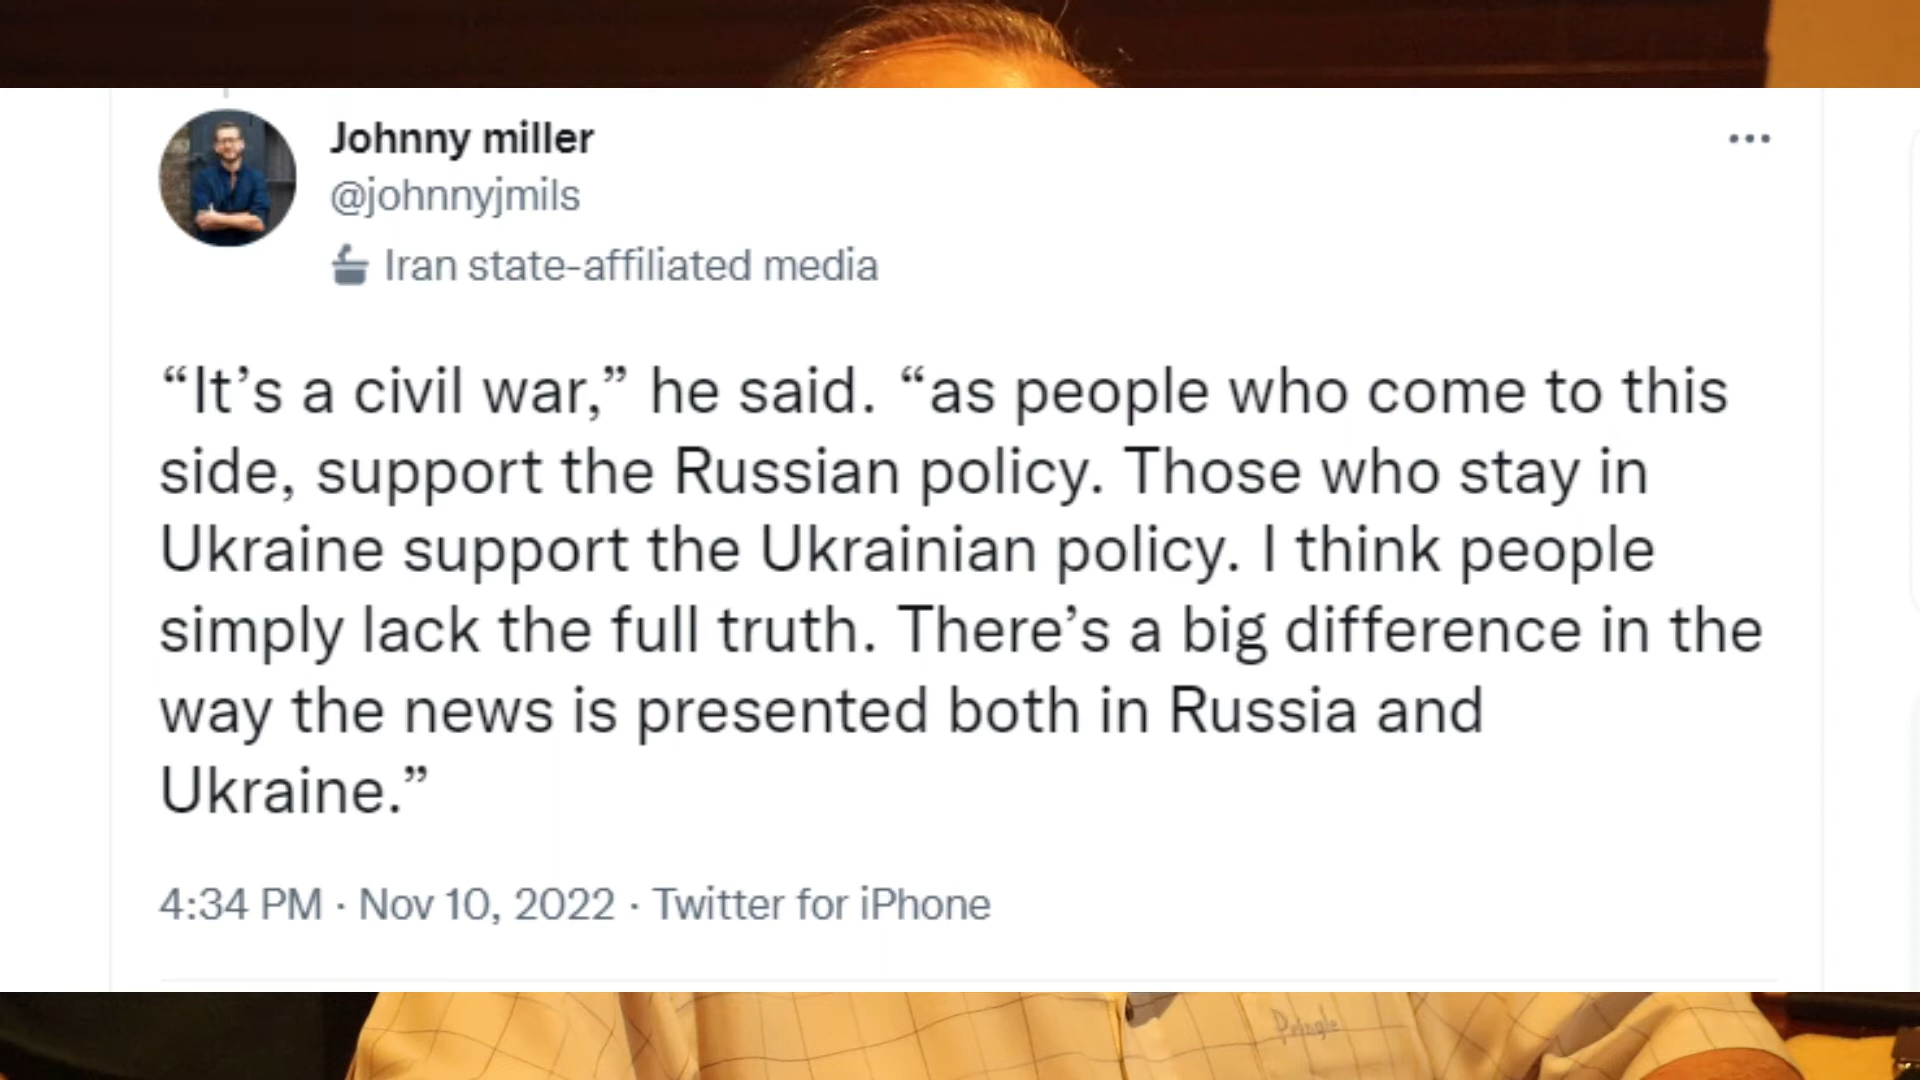 Johnny miller
@johnnyjmils
Iran state-affiliated media
“It’s a civil war,” he said. “as people who come to this
side, support the Russian policy. Those who stay in
Ukraine support the Ukrainian policy. I think people
simply lack the full truth. There’s a big difference in the
way the news is presented both in Russia and
Ukraine.”
4:34 PM · Nov 10, 2022 · Twitter for iPhone
Pringle